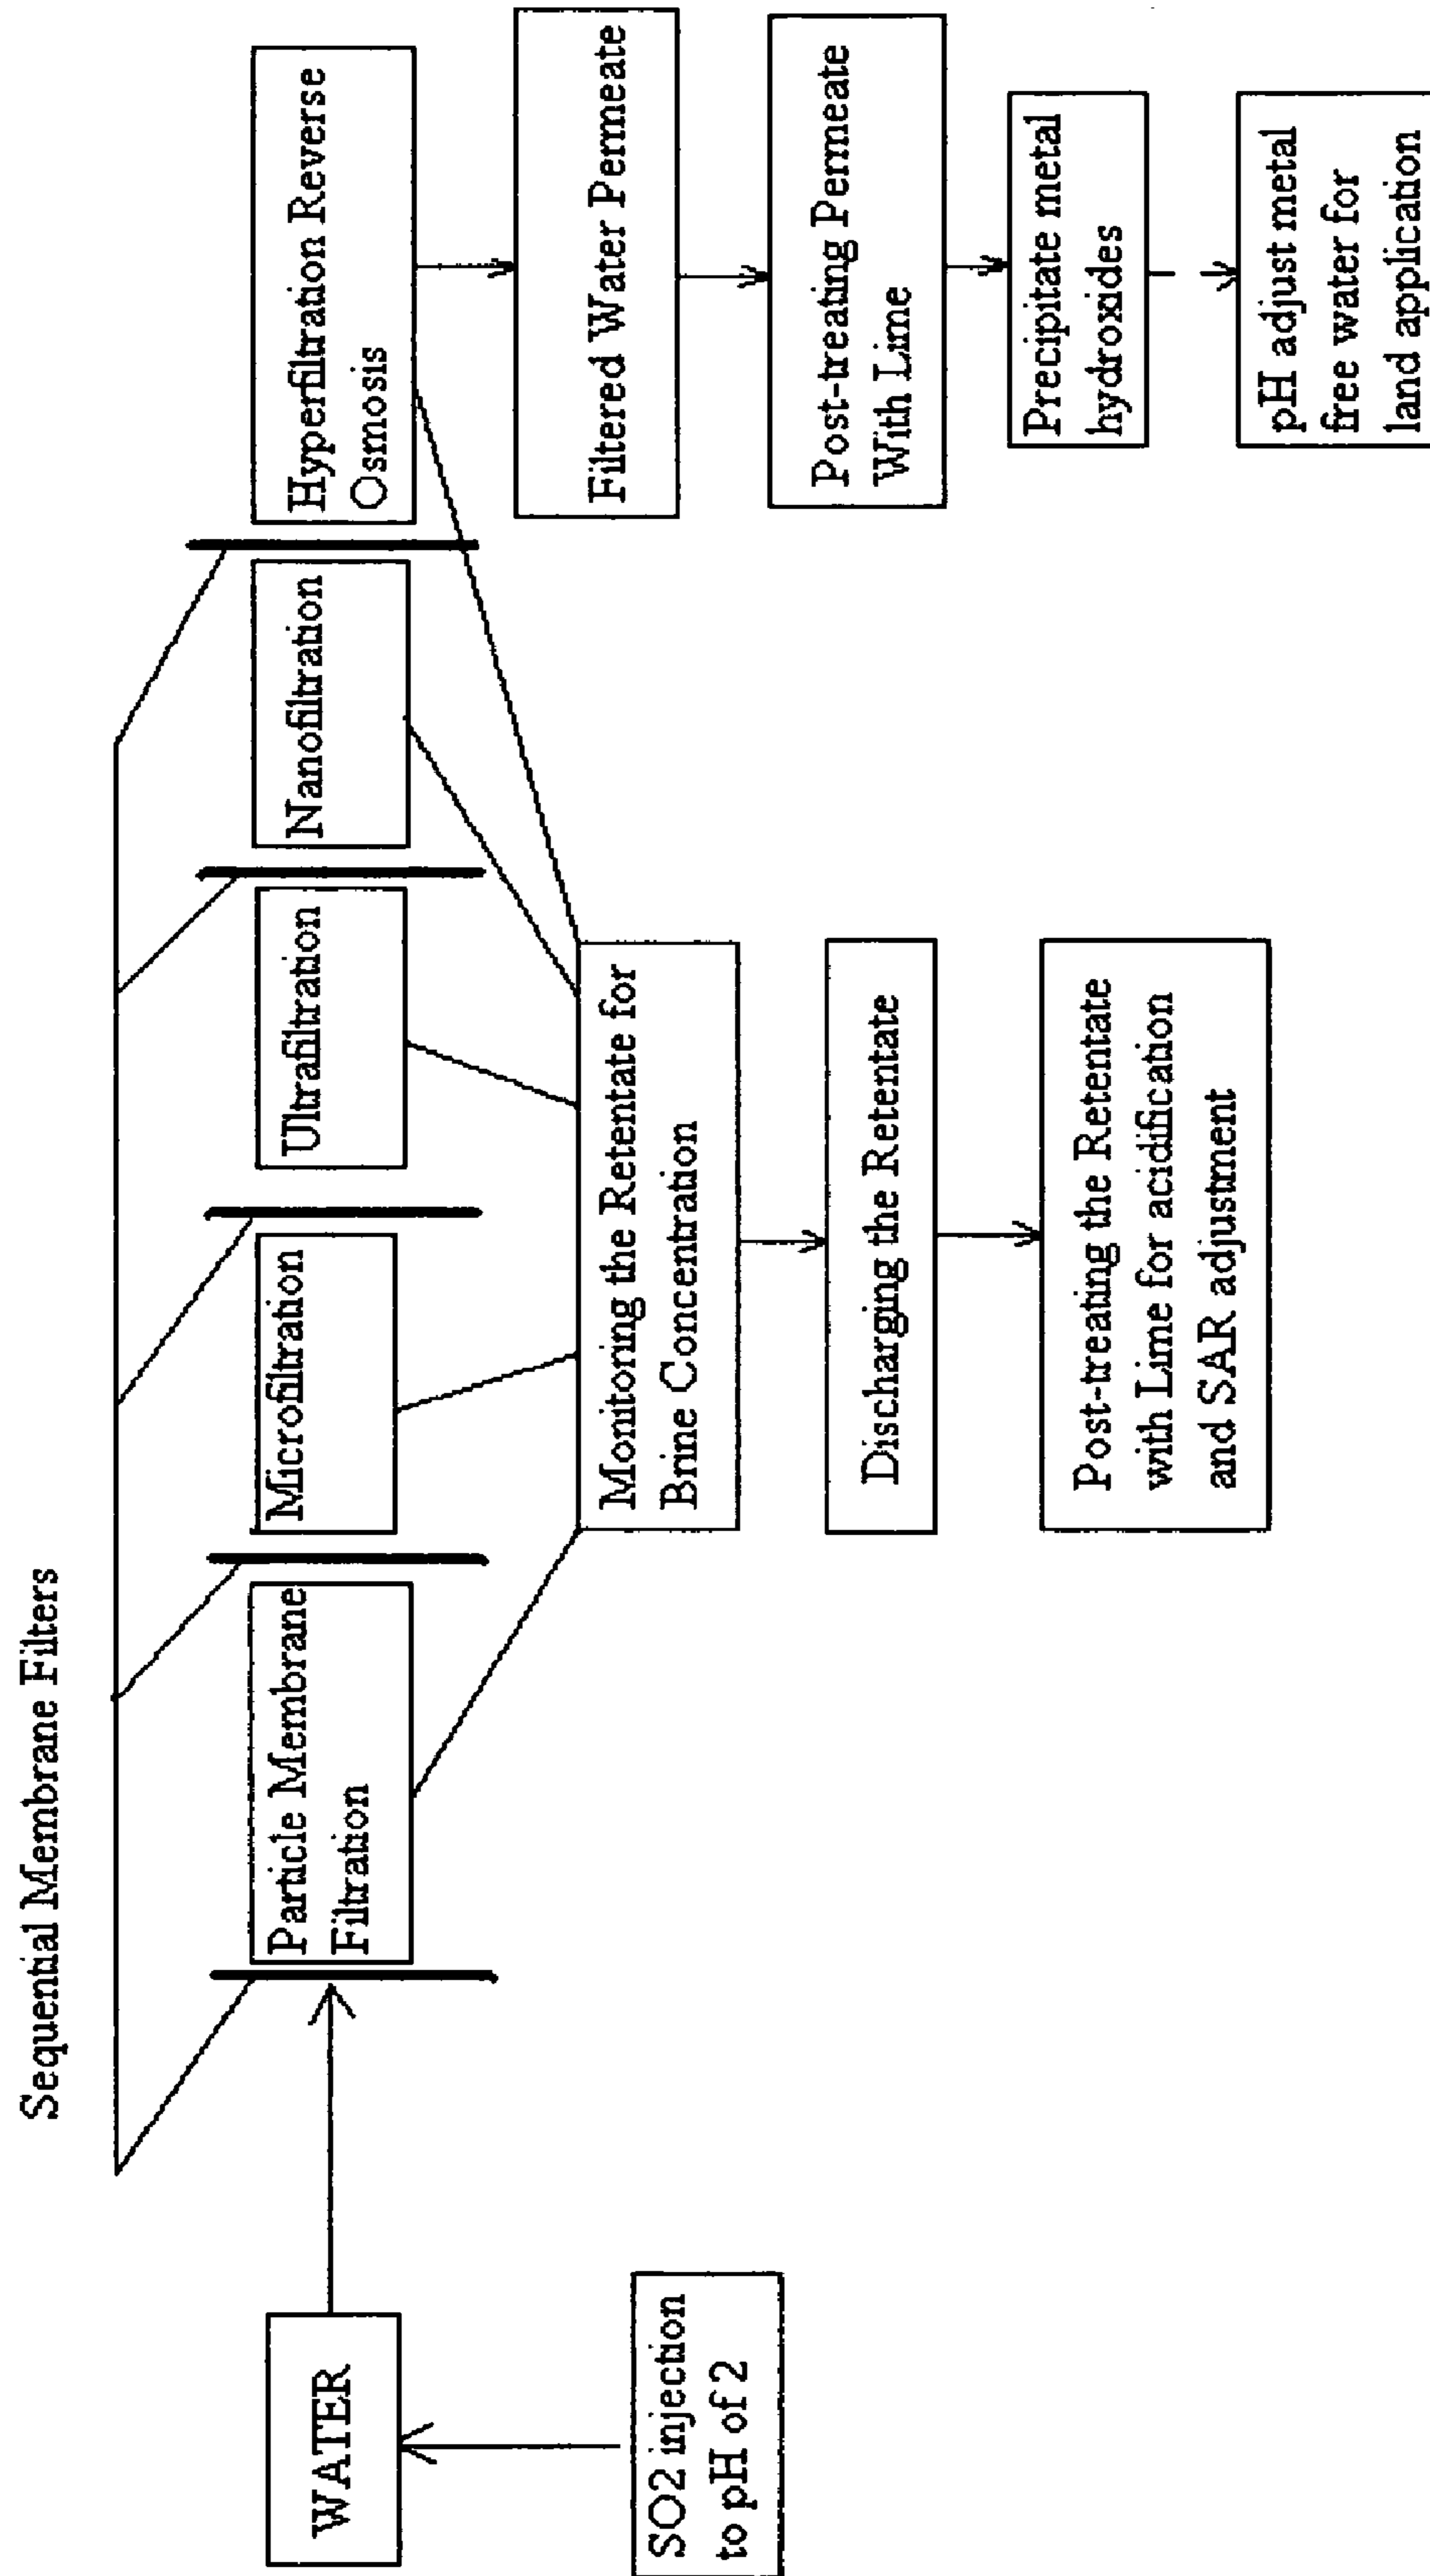 Sequential Membrane Filters
WATER
SO2 injection
to pH of 2
Particle Membrane
Filtration
Microfiltration
Ultrafiltration
Nanofiltration
Hyperfiltration Reverse
Osmosis
Monitoring the Retentate for
Brine Concentration
Discharging the Retentate
Post-treating the Retentate
with Lime for acidification
and SAR adjustment
Filtered Water Permeate
Post-treating Permeate
With Lime
Precipitate metal
hydroxides
pH adjust metal
free water for
land application